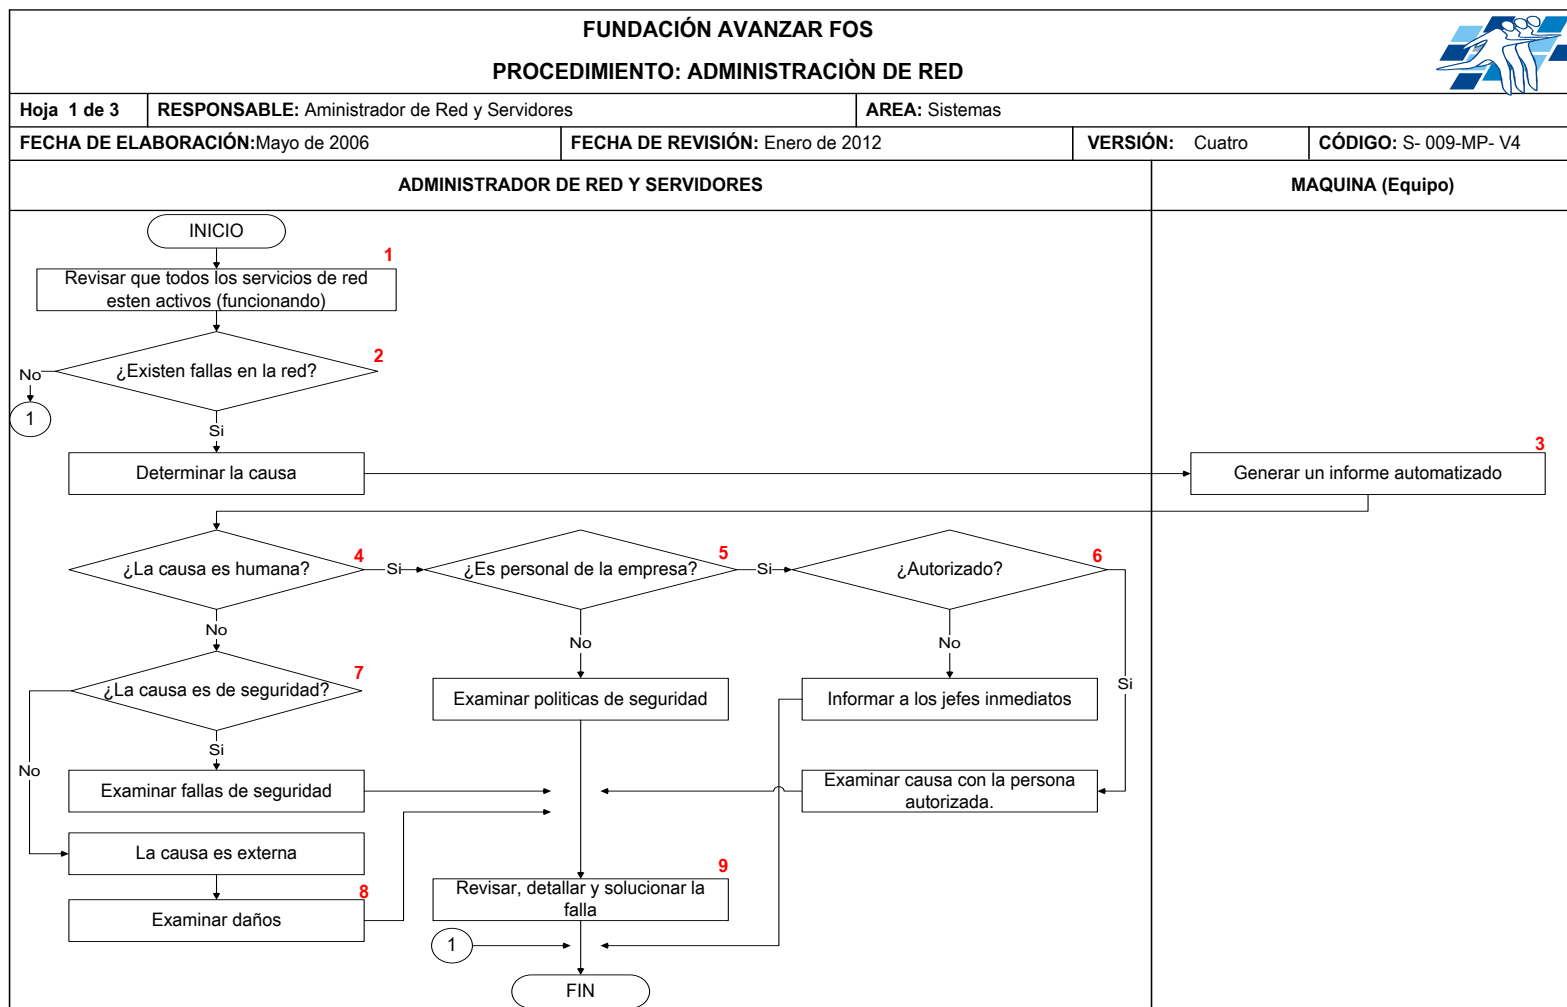 FUNDACIÓN AVANZAR FOS
PROCEDIMIENTO: ADMINISTRACIÒN DE RED
Hoja 1 de 3
RESPONSABLE: Aministrador de Red y Servidores
AREA: Sistemas
FECHA DE ELABORACIÓN:Mayo de 2006
FECHA DE REVISIÓN: Enero de 2012
VERSIÓN: Cuatro
CÓDIGO: S- 009-MP- V4
ADMINISTRADOR DE RED Y SERVIDORES
MAQUINA (Equipo)
INICIO
1
Revisar que todos los servicios de red
esten activos (funcionando)
2
¿Existen fallas en la red?
No
1
Si
Determinar la causa
3
Generar un informe automatizado
4
¿La causa es humana?
Si
5
¿Es personal de la empresa?
Si
6
¿Autorizado?
No
No
No
7
¿La causa es de seguridad?
Si
Examinar politicas de seguridad
Informar a los jefes inmediatos
Si
No
Examinar fallas de seguridad
Examinar causa con la persona
autorizada.
La causa es externa
9
Revisar, detallar y solucionar la
falla
8
Examinar daños
1
FIN